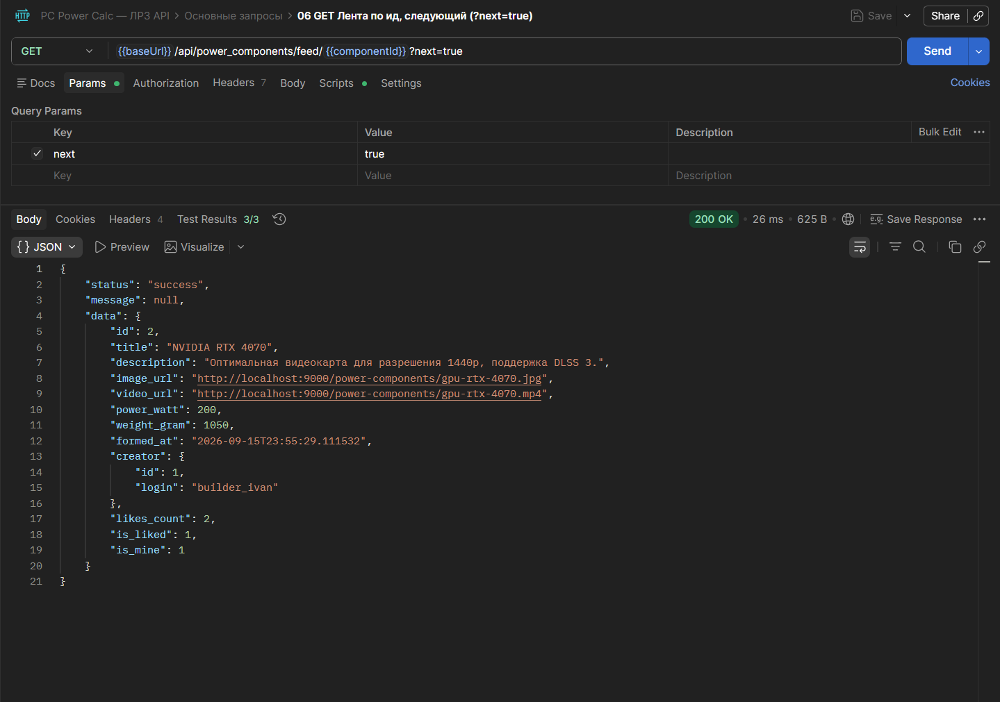 HTTP PC Power Calc — ЛР3 API > Основные запросы > 06 GET Лента по ид, следующий (?next=true) Save Share
GET {{baseUrl}} /api/power_components/feed/ {{componentId}} ?next=true Send
Docs Params Authorization Headers 7 Body Scripts Settings Cookies
Query Params
Key Value Description Bulk Edit
next true
Key Value Description
Body Cookies Headers 4 Test Results 3/3 200 OK 26 ms 625 B e.g. Save Response
{} JSON Preview Visualize
1 {
2 "status": "success",
3 "message": null,
4 "data": {
5 "id": 2,
6 "title": "NVIDIA RTX 4070",
7 "description": "Оптимальная видеокарта для разрешения 1440p, поддержка DLSS 3.",
8 "image_url": "http://localhost:9000/power-components/gpu-rtx-4070.jpg",
9 "video_url": "http://localhost:9000/power-components/gpu-rtx-4070.mp4",
10 "power_watt": 200,
11 "weight_gram": 1050,
12 "formed_at": "2026-09-15T23:55:29.111532",
13 "creator": {
14 "id": 1,
15 "login": "builder_ivan"
16 },
17 "likes_count": 2,
18 "is_liked": 1,
19 "is_mine": 1
20 }
21 }